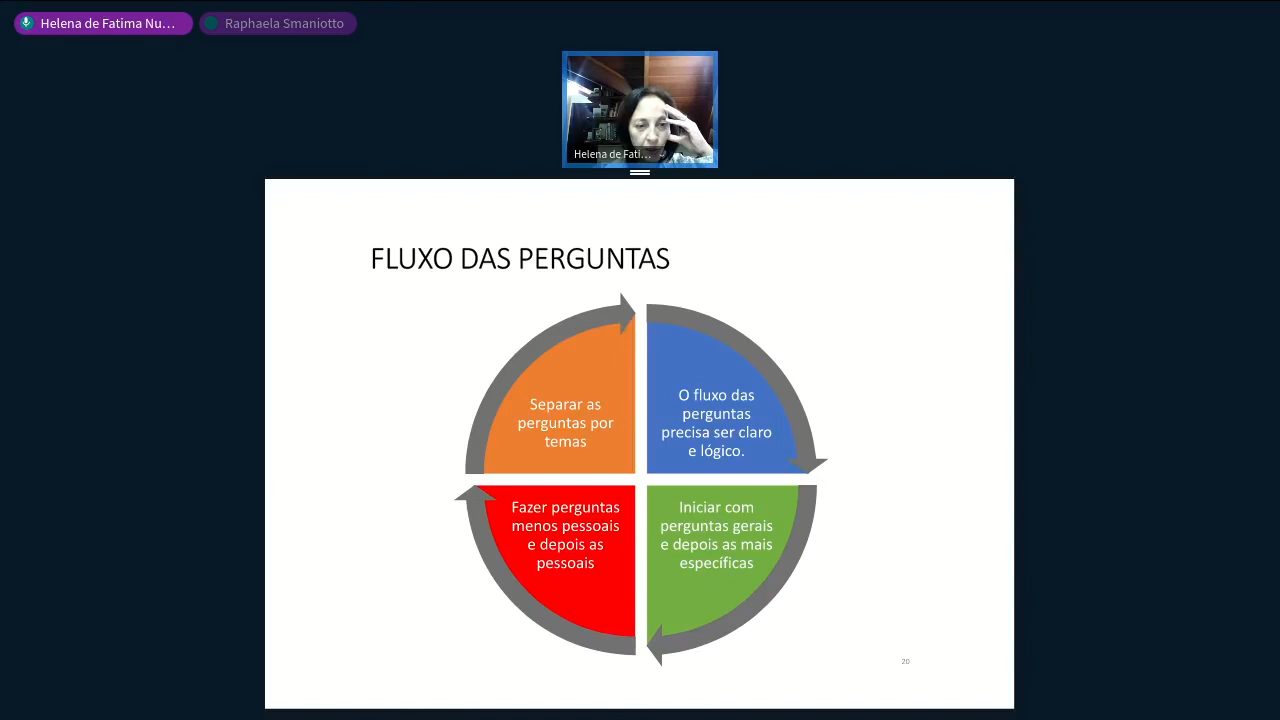 Helena de Fatima Nu...
Raphaela Smaniotto
Helena de Fati...
FLUXO DAS PERGUNTAS
Separar as
perguntas por
temas
O fluxo das
perguntas
precisa ser claro
e lógico.
Fazer perguntas
menos pessoais
e depois as
pessoais
Iniciar com
perguntas gerais
e depois as mais
específicas
20